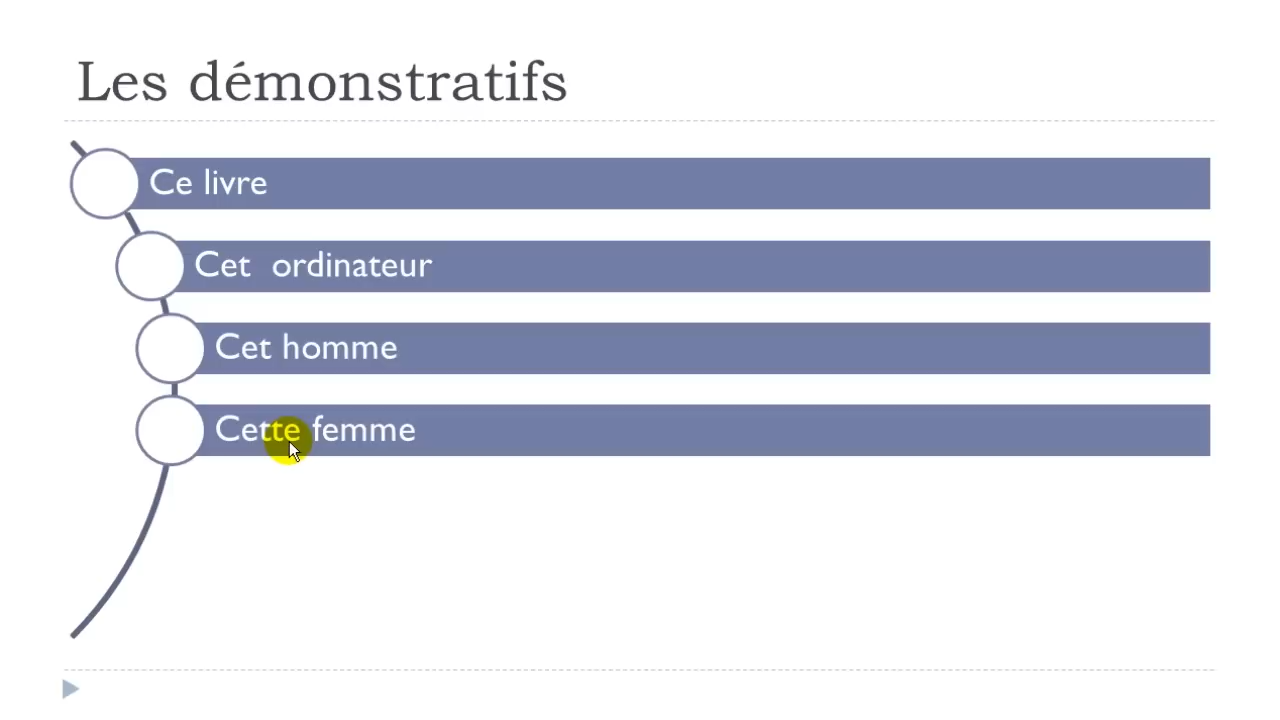 Les démonstratifs
Ce livre
Cet ordinateur
Cet homme
Cette femme